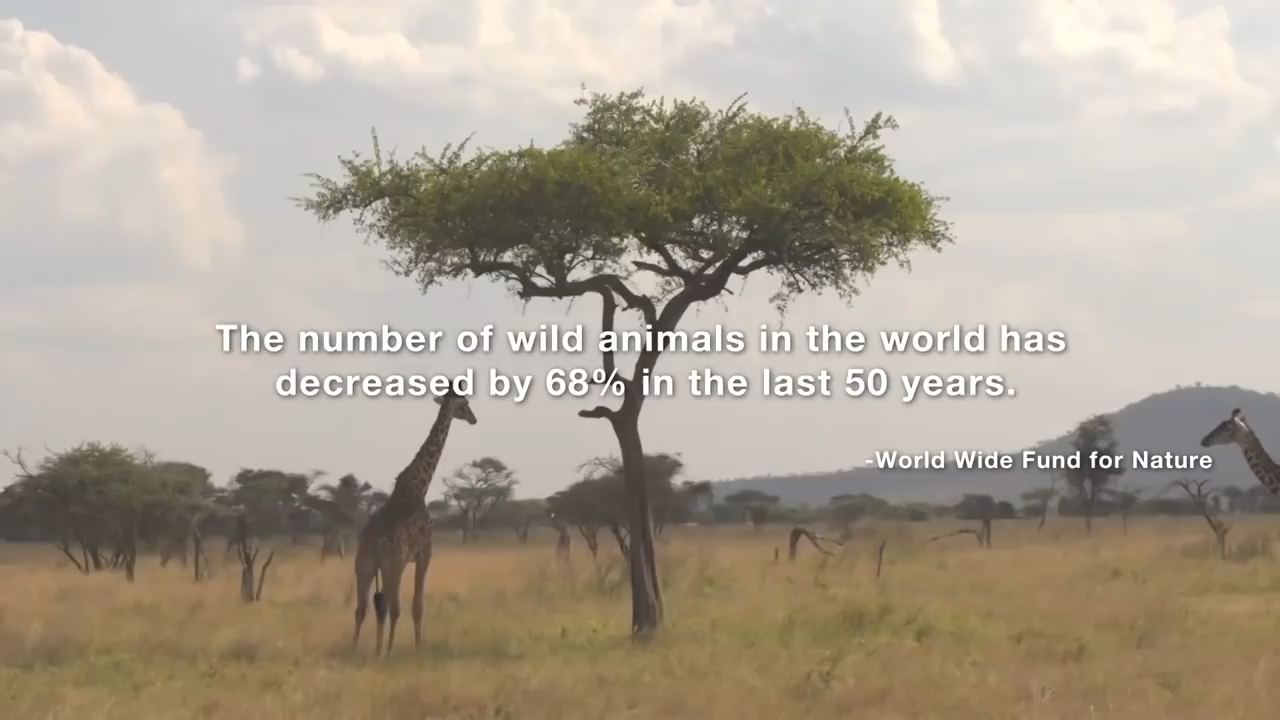 The number of wild animals in the world has
decreased by 68% in the last 50 years.
-World Wide Fund for Nature